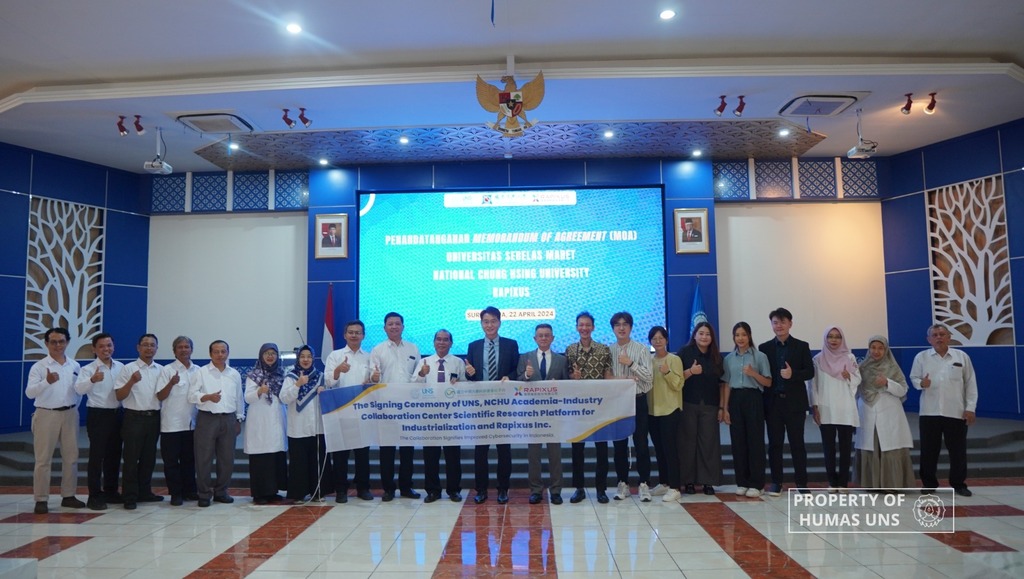 PENANDATANGANAN MEMORANDUM OF AGREEMENT (MOA)
UNIVERSITAS SEBELAS MARET
NATIONAL CHUNG HSING UNIVERSITY
RAPIXUS
SURAKARTA, 22 APRIL 2024
UNS
RAPIXUS
The Signing Ceremony of UNS, NCHU Academia-Industry
Collaboration Center Scientific Research Platform for
Industrialization and Rapixus Inc.
The Collaboration Signifies Improved Cybersecurity in Indonesia
PROPERTY OF
HUMAS UNS